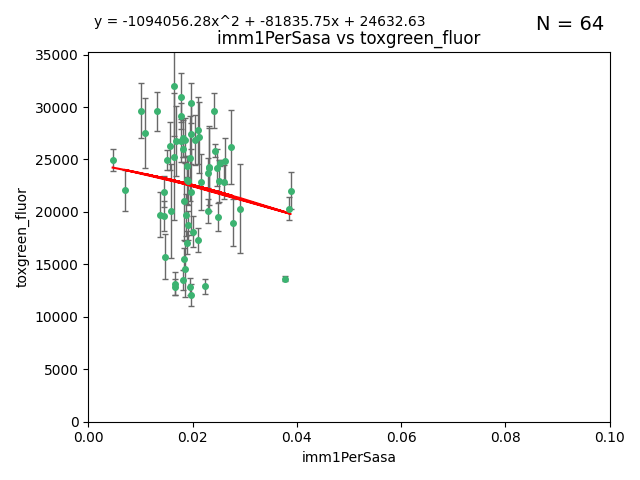 y = -1094056.28x^2 + -81835.75x + 24632.63
N = 64
imm1PerSasa vs toxgreen_fluor
35000
30000
25000
20000
15000
10000
5000
0
toxgreen_fluor
0.00 0.02 0.04 0.06 0.08 0.10
imm1PerSasa